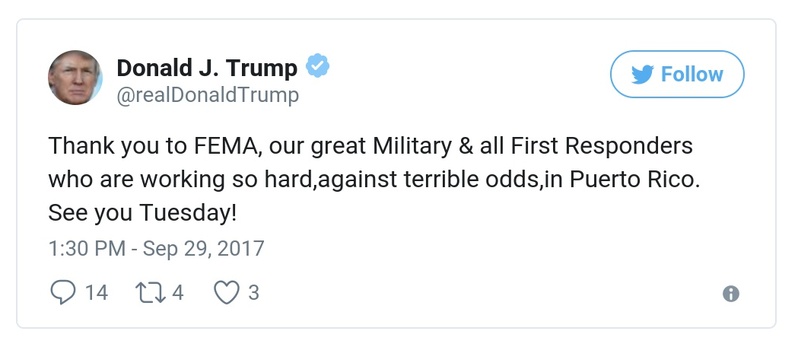 Donald J. Trump
@realDonaldTrump
Follow
Thank you to FEMA, our great Military & all First Responders
who are working so hard,against terrible odds,in Puerto Rico.
See you Tuesday!
1:30 PM - Sep 29, 2017
14 4 3